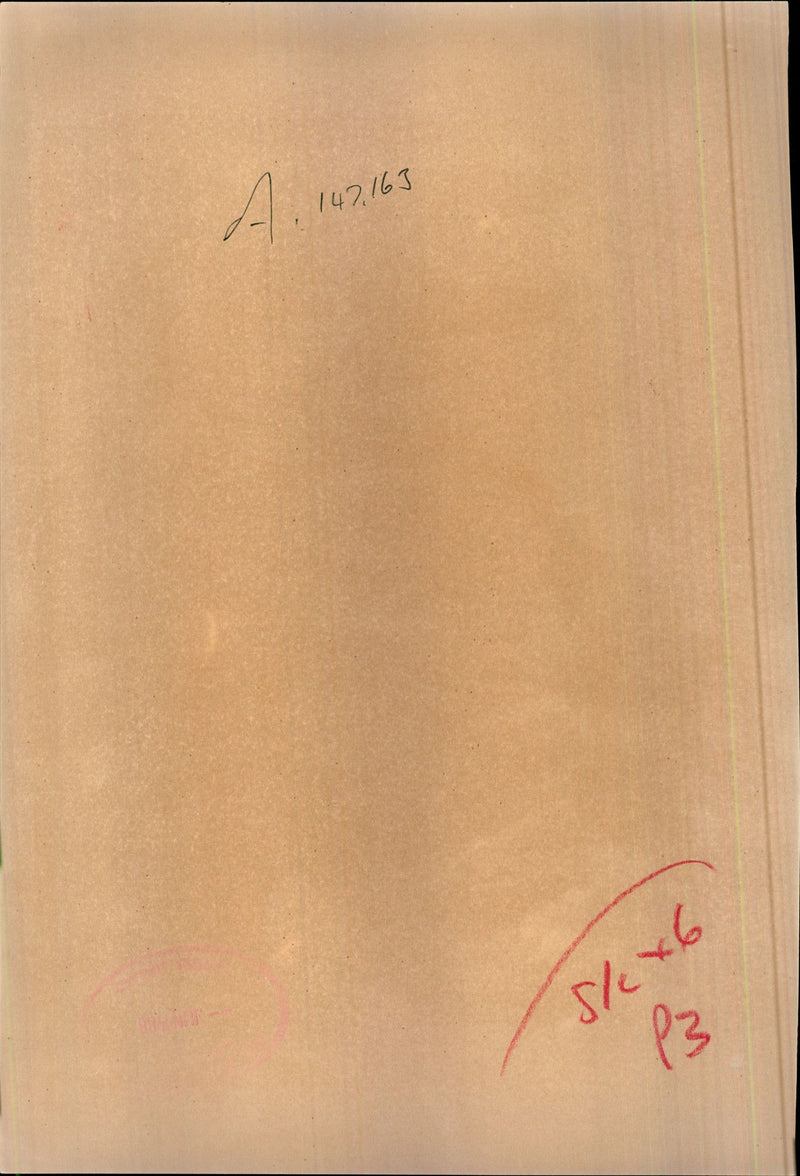 A. 147,163
S/c +6
P3